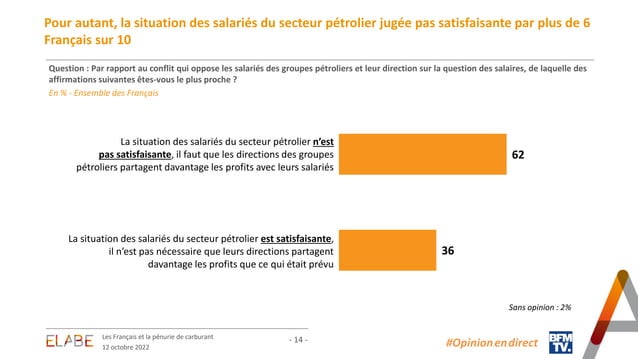 Pour autant, la situation des salariés du secteur pétrolier jugée pas satisfaisante par plus de 6
Français sur 10
Question : Par rapport au conflit qui oppose les salariés des groupes pétroliers et leur direction sur la question des salaires, de laquelle des
affirmations suivantes êtes-vous le plus proche ?
En % - Ensemble des Français
La situation des salariés du secteur pétrolier n'est
pas satisfaisante, il faut que les directions des groupes
pétroliers partagent davantage les profits avec leurs salariés
62
La situation des salariés du secteur pétrolier est satisfaisante,
il n'est pas nécessaire que leurs directions partagent
davantage les profits que ce qui était prévu
36
Sans opinion : 2%
ELABE
Les Français et la pénurie de carburant
12 octobre 2022
- 14 -
#Opinionendirect
BFM
TV.